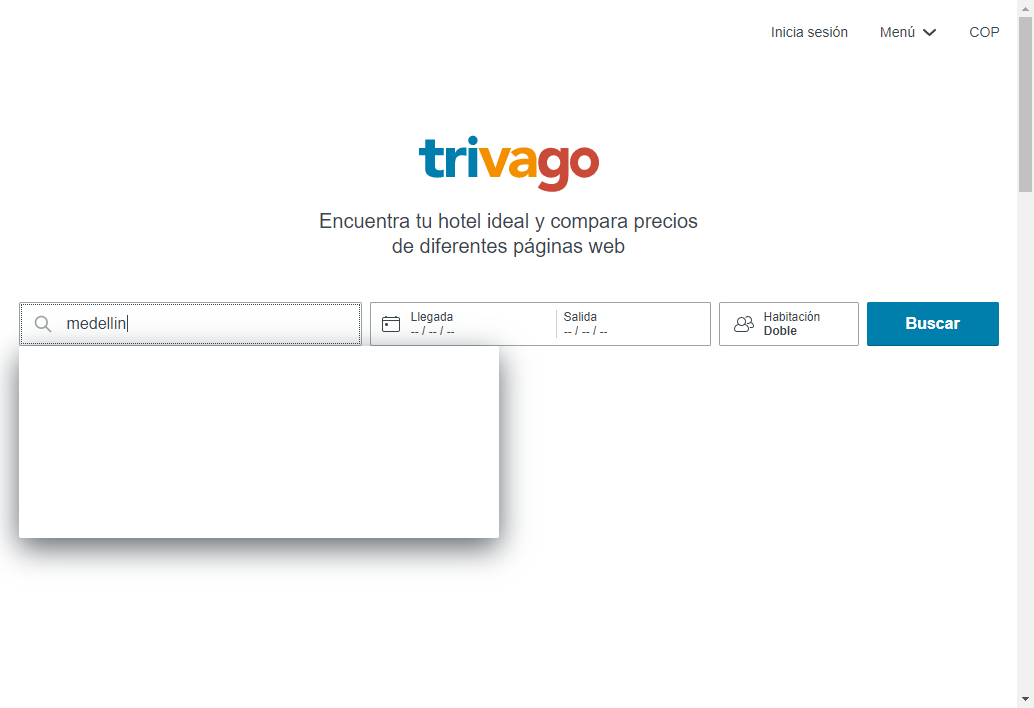 Inicia sesión Menú COP
trivago
Encuentra tu hotel ideal y compara precios
de diferentes páginas web
medellin
Llegada
-- / -- / --
Salida
-- / -- / --
Habitación
Doble
Buscar